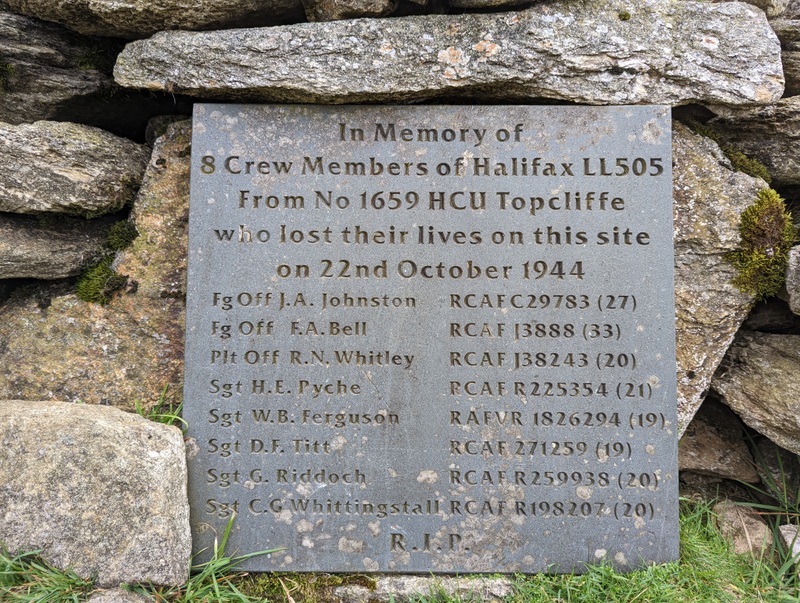 In Memory of
8 Crew Members of Halifax LL505
From No 1659 HCU Topcliffe
who lost their lives on this site
on 22nd October 1944
Fg Off J.A. Johnston RCAF C29783 (27)
Fg Off F.A. Bell RCAF J3888 (33)
Plt Off R.N. Whitley RCAF J38243 (20)
Sgt H.E. Pyche RCAF R225354 (21)
Sgt W.B. Ferguson RAFVR 1826294 (19)
Sgt D.F. Titt RCAF 271259 (19)
Sgt G. Riddoch RCAF R259938 (20)
Sgt C.G Whittingstall RCAF R198207 (20)
R.I.P.